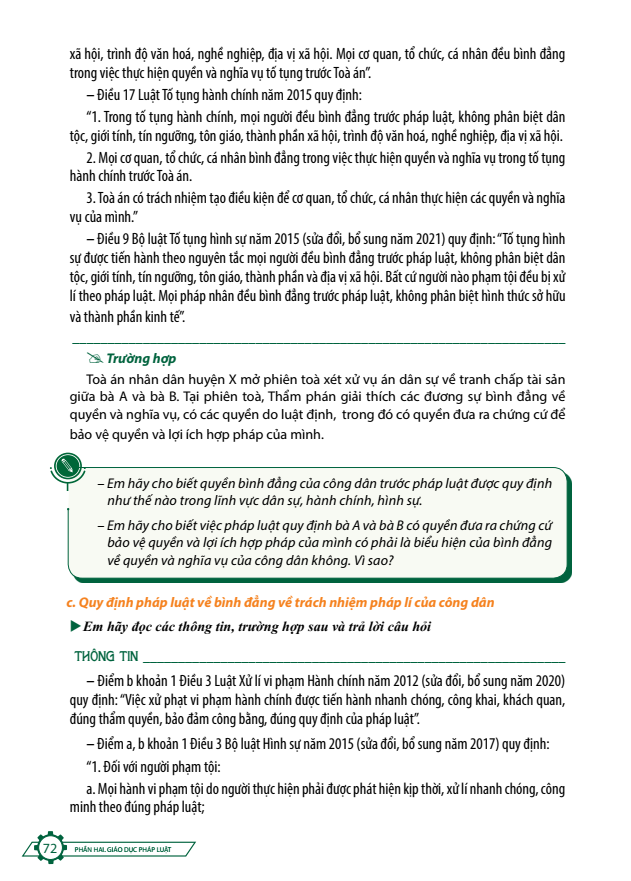 xã hội, trình độ văn hoá, nghề nghiệp, địa vị xã hội. Mọi cơ quan, tổ chức, cá nhân đều bình đẳng
trong việc thực hiện quyền và nghĩa vụ tố tụng trước Toà án”.
– Điều 17 Luật Tố tụng hành chính năm 2015 quy định:
“1. Trong tố tụng hành chính, mọi người đều bình đẳng trước pháp luật, không phân biệt dân
tộc, giới tính, tín ngưỡng, tôn giáo, thành phần xã hội, trình độ văn hoá, nghề nghiệp, địa vị xã hội.
2. Mọi cơ quan, tổ chức, cá nhân bình đẳng trong việc thực hiện quyền và nghĩa vụ trong tố tụng
hành chính trước Toà án.
3. Toà án có trách nhiệm tạo điều kiện để cơ quan, tổ chức, cá nhân thực hiện các quyền và nghĩa
vụ của mình.”
– Điều 9 Bộ luật Tố tụng hình sự năm 2015 (sửa đổi, bổ sung năm 2021) quy định: “Tố tụng hình
sự được tiến hành theo nguyên tắc mọi người đều bình đẳng trước pháp luật, không phân biệt dân
tộc, giới tính, tín ngưỡng, tôn giáo, thành phần và địa vị xã hội. Bất cứ người nào phạm tội đều bị xử
lí theo pháp luật. Mọi pháp nhân đều bình đẳng trước pháp luật, không phân biệt hình thức sở hữu
và thành phần kinh tế”.
Trường hợp
Toà án nhân dân huyện X mở phiên toà xét xử vụ án dân sự về tranh chấp tài sản
giữa bà A và bà B. Tại phiên toà, Thẩm phán giải thích các đương sự bình đẳng về
quyền và nghĩa vụ, có các quyền do luật định, trong đó có quyền đưa ra chứng cứ để
bảo vệ quyền và lợi ích hợp pháp của mình.
– Em hãy cho biết quyền bình đẳng của công dân trước pháp luật được quy định
như thế nào trong lĩnh vực dân sự, hành chính, hình sự.
– Em hãy cho biết việc pháp luật quy định bà A và bà B có quyền đưa ra chứng cứ
bảo vệ quyền và lợi ích hợp pháp của mình có phải là biểu hiện của bình đẳng
về quyền và nghĩa vụ của công dân không. Vì sao?
c. Quy định pháp luật về bình đẳng về trách nhiệm pháp lí của công dân
Em hãy đọc các thông tin, trường hợp sau và trả lời câu hỏi
THÔNG TIN
– Điểm b khoản 1 Điều 3 Luật Xử lí vi phạm Hành chính năm 2012 (sửa đổi, bổ sung năm 2020)
quy định: “Việc xử phạt vi phạm hành chính được tiến hành nhanh chóng, công khai, khách quan,
đúng thẩm quyền, bảo đảm công bằng, đúng quy định của pháp luật”.
– Điểm a, b khoản 1 Điều 3 Bộ luật Hình sự năm 2015 (sửa đổi, bổ sung năm 2017) quy định:
“1. Đối với người phạm tội:
a. Mọi hành vi phạm tội do người thực hiện phải được phát hiện kịp thời, xử lí nhanh chóng, công
minh theo đúng pháp luật;
72 PHẦN HAI. GIÁO DỤC PHÁP LUẬT